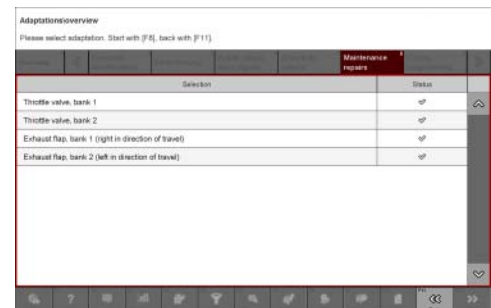 Adaptations\overview
Please select adaptation. Start with [F8], back with [F11].
Maintenance repairs
Selection Status
Throttle valve, bank 1
Throttle valve, bank 2
Exhaust flap, bank 1 (right in direction of travel)
Exhaust flap, bank 2 (left in direction of travel)